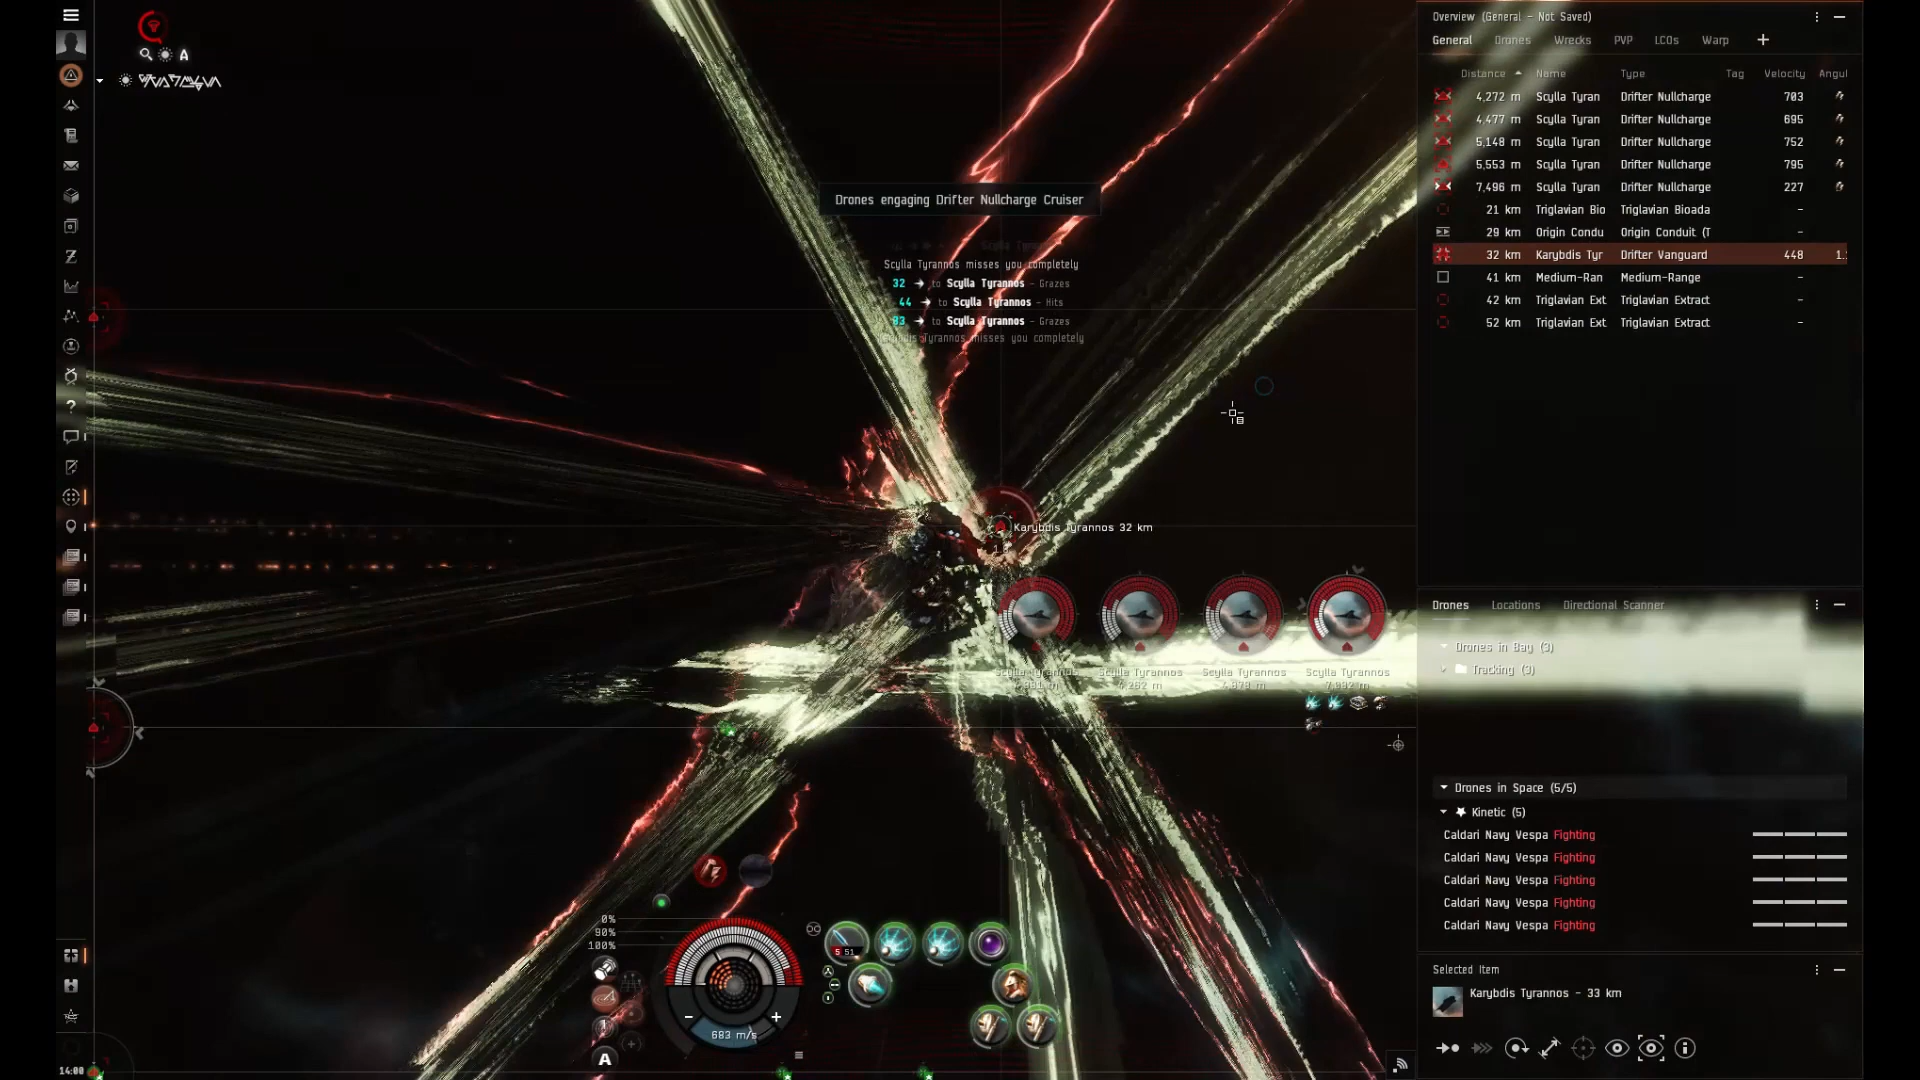 Overview (General - Not Saved)
General Drones Wrecks PVP LCOs Warp +
Distance Name Type Tag Velocity Angul
4,272 m Scylla Tyran Drifter Nullcharge 703
4,477 m Scylla Tyran Drifter Nullcharge 695
5,148 m Scylla Tyran Drifter Nullcharge 752
5,553 m Scylla Tyran Drifter Nullcharge 795
7,496 m Scylla Tyran Drifter Nullcharge 227
21 km Triglavian Bio Triglavian Bioada -
29 km Origin Condu Origin Conduit (T -
32 km Karybdis Tyr Drifter Vanguard 448 1.
41 km Medium-Ran Medium-Range -
42 km Triglavian Ext Triglavian Extract -
52 km Triglavian Ext Triglavian Extract -
A
Drones engaging Drifter Nullcharge Cruiser
Scylla Tyrannos misses you completely
32 to Scylla Tyrannos - Grazes
44 to Scylla Tyrannos - Hits
83 to Scylla Tyrannos - Grazes
Tyrannos misses you completely
Karybdis Tyrannos 32 km
Scylla Tyrannos Scylla Tyrannos Scylla Tyrannos Scylla Tyrannos
Drones Locations Directional Scanner
Drones in Bay (3)
Tracking (3)
Drones in Space (5/5)
Kinetic (5)
Caldari Navy Vespa Fighting
Caldari Navy Vespa Fighting
Caldari Navy Vespa Fighting
Caldari Navy Vespa Fighting
Caldari Navy Vespa Fighting
Selected Item
Karybdis Tyrannos - 33 km
0%
90%
100%
S 51
683 m/s
A
14:00